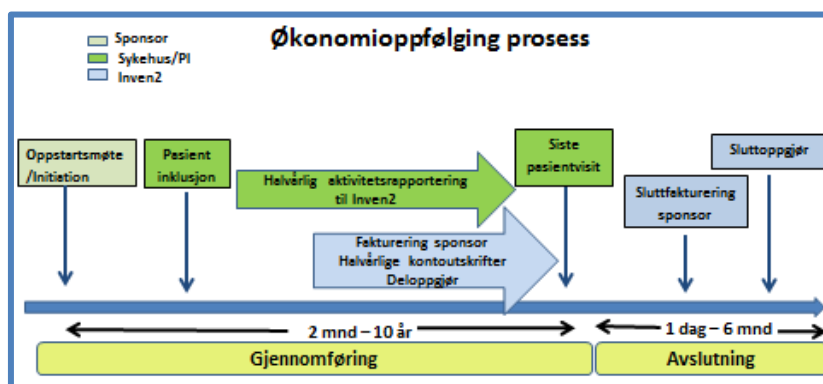 Økonomioppfølging prosess
Sponsor
Sykehus/PI
Inven2
Oppstartsmøte
/Initiation
Pasient
inklusjon
Halvårlig aktivitetsrapportering
til Inven2
Siste
pasientvisit
Sluttoppgjør
Sluttfakturering
sponsor
Fakturering sponsor
Halvårlige kontoutskrifter
Deloppgjør
2 mnd – 10 år
1 dag – 6 mnd
Gjennomføring
Avslutning